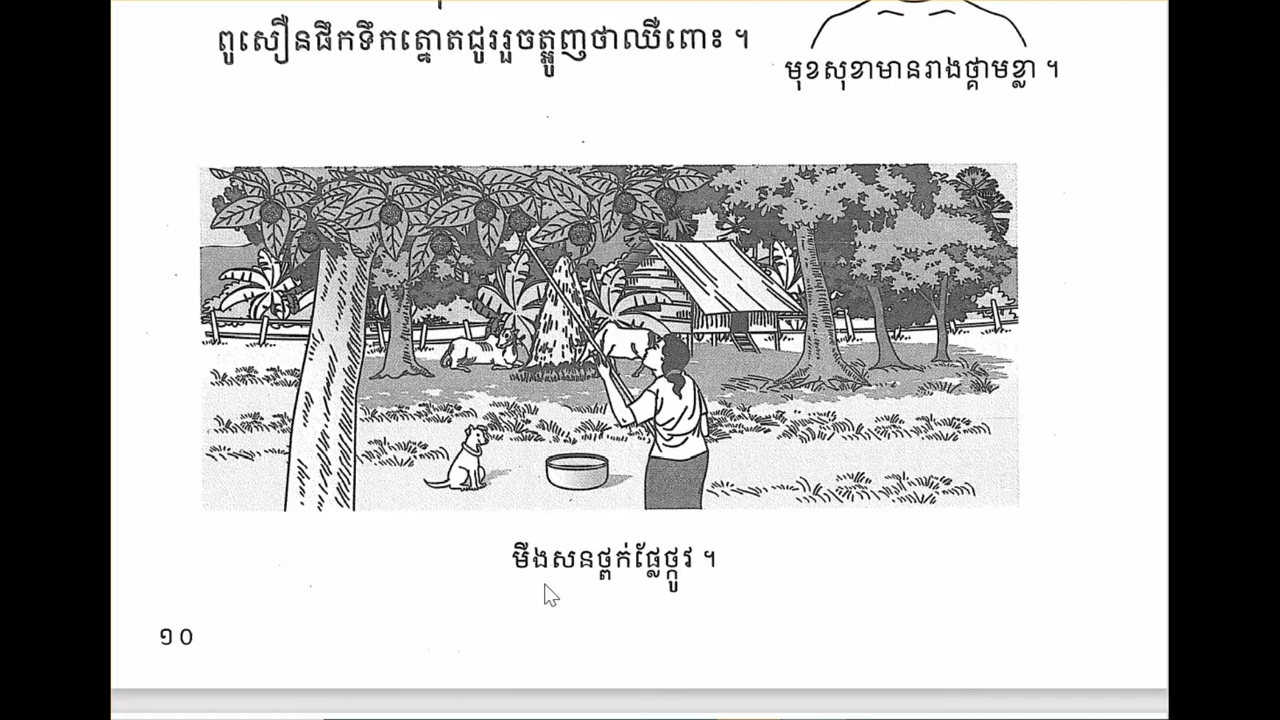 ពូសឿនផឹកទឹកត្នោតជូររួចត្អូញថាឈឺពោះ ។
មុខសុខាមានរាងថ្គាមខ្លា ។
មីងសនថ្ពក់ផ្លែថ្កូវ ។
១០